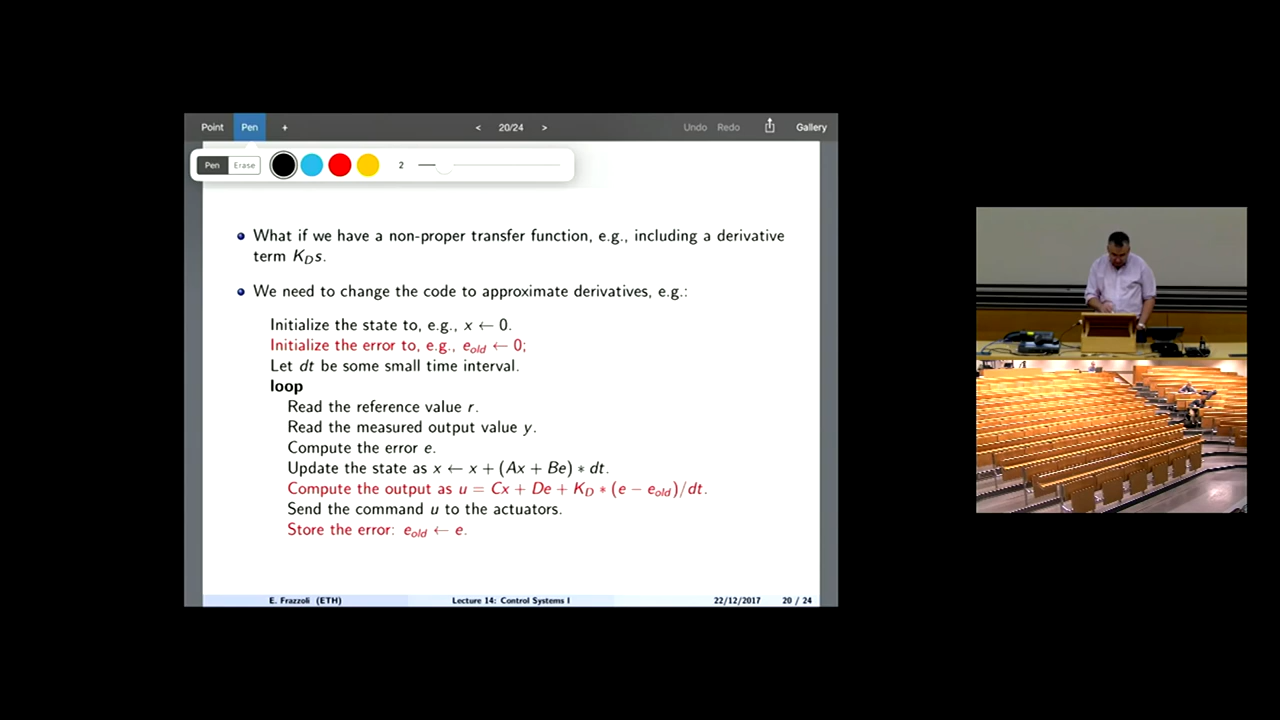 Point Pen + < 20/24 > Undo Redo Gallery
Pen Erase 2
What if we have a non-proper transfer function, e.g., including a derivative
term K_D s.
We need to change the code to approximate derivatives, e.g.:
Initialize the state to, e.g., x ← 0.
Initialize the error to, e.g., e_old ← 0;
Let dt be some small time interval.
loop
Read the reference value r.
Read the measured output value y.
Compute the error e.
Update the state as x ← x + (Ax + Be) ∗ dt.
Compute the output as u = Cx + De + K_D ∗ (e − e_old)/dt.
Send the command u to the actuators.
Store the error: e_old ← e.
E. Frazzoli (ETH) Lecture 14: Control Systems I 22/12/2017 20 / 24